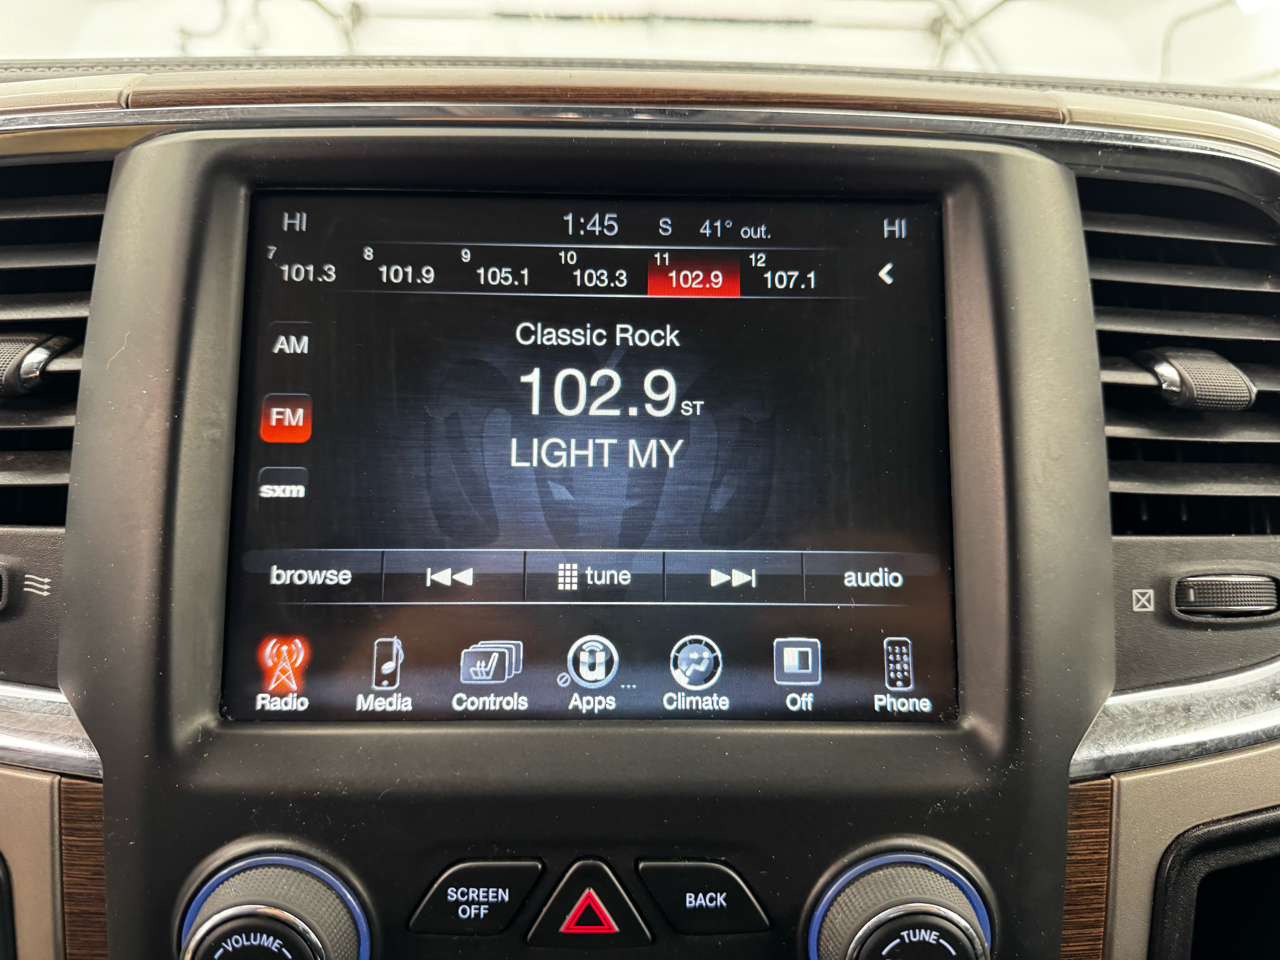 HI 1:45 S 41° out. HI
7 101.3 8 101.9 9 105.1 10 103.3 11 102.9 12 107.1
Classic Rock
AM
102.9 ST
FM
LIGHT MY
sxm
browse tune audio
Radio Media Controls Apps ... Climate Off Phone
SCREEN OFF
BACK
VOLUME
TUNE